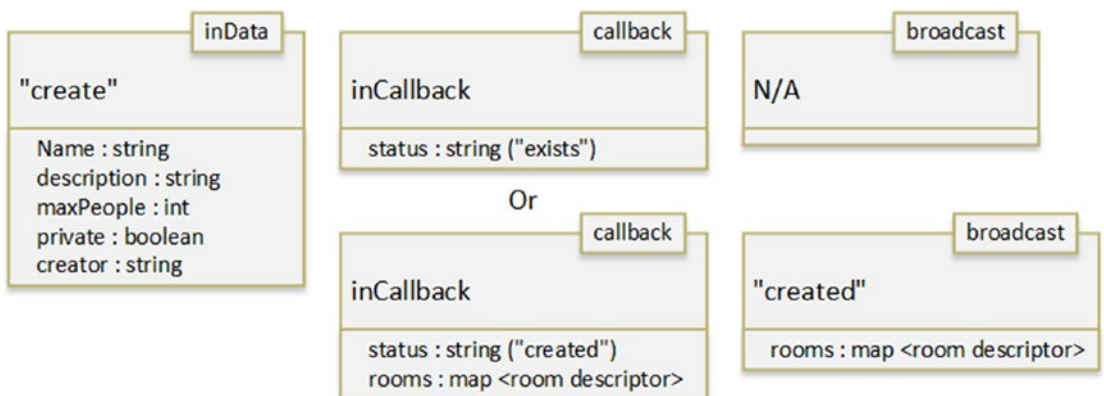 inData
"create"
Name : string
description : string
maxPeople : int
private : boolean
creator : string
callback
inCallback
status : string ("exists")
broadcast
N/A
Or
callback
inCallback
status : string ("created")
rooms : map <room descriptor>
broadcast
"created"
rooms : map <room descriptor>